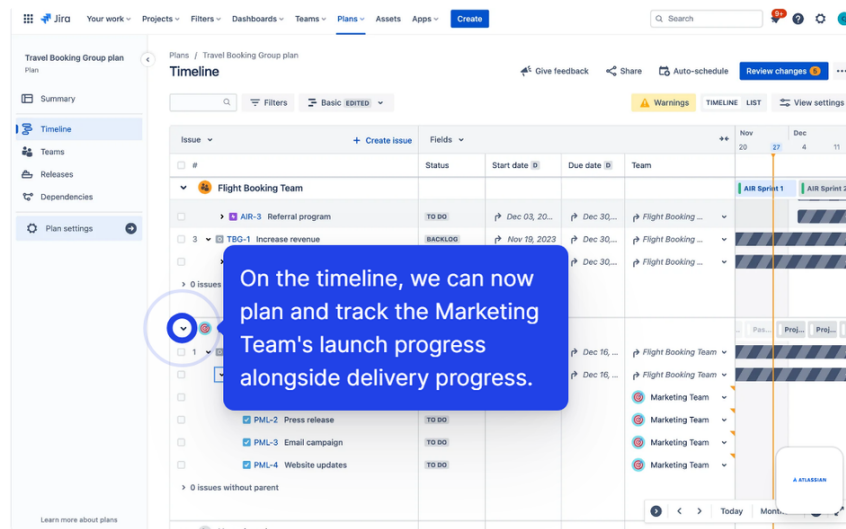 Jira Your work Projects Filters Dashboards Teams Plans Assets Apps Create Search 9+
Travel Booking Group plan
Plan
Summary
Timeline
Teams
Releases
Dependencies
Plan settings
Learn more about plans
Plans / Travel Booking Group plan
Timeline
Give feedback Share Auto-schedule Review changes 6
Filters Basic EDITED Warnings TIMELINE LIST View settings
Issue + Create issue Fields Nov Dec
20 27 4 11
# Status Start date D Due date D Team
Flight Booking Team AIR Sprint 1 AIR Sprint 2
AIR-3 Referral program TO DO Dec 03, 20... Dec 30,... Flight Booking ...
3 TBG-1 Increase revenue BACKLOG Nov 19, 2023 Dec 30,... Flight Booking ...
Dec 30,... Flight Booking ...
0 issues
On the timeline, we can now
plan and track the Marketing
Team's launch progress
alongside delivery progress.
Pes... Proj... Proj...
1 Dec 16, ... Flight Booking Team
Dec 16, ... Flight Booking Team
Marketing Team
PML-2 Press release TO DO Marketing Team
PML-3 Email campaign TO DO Marketing Team
PML-4 Website updates TO DO Marketing Team
0 issues without parent
ATLASSIAN
Today